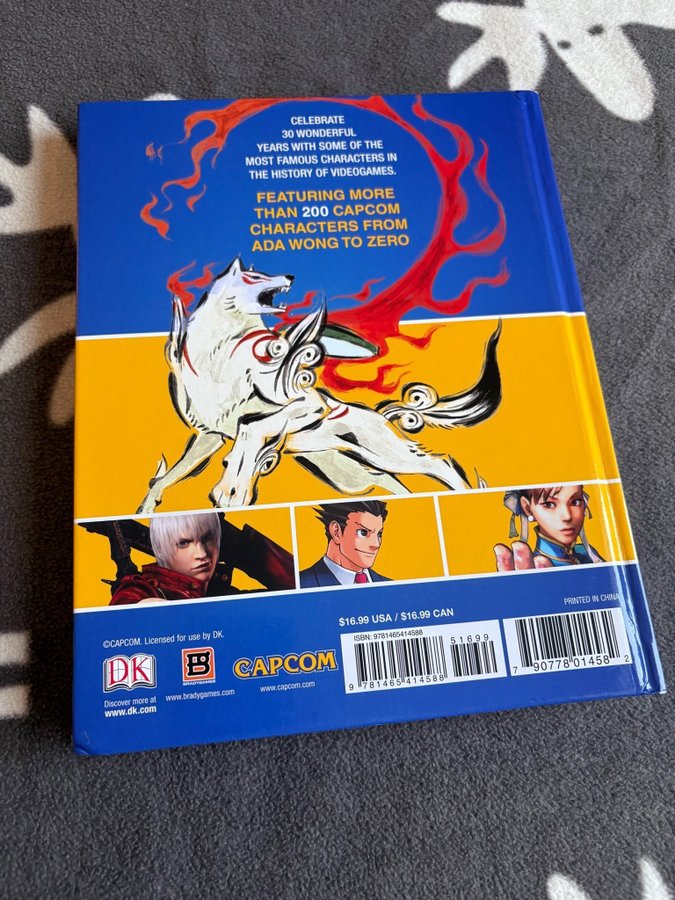 CELEBRATE
30 WONDERFUL
YEARS WITH SOME OF THE
MOST FAMOUS CHARACTERS IN
THE HISTORY OF VIDEOGAMES.
FEATURING MORE
THAN 200 CAPCOM
CHARACTERS FROM
ADA WONG TO ZERO
PRINTED IN CHINA
$16.99 USA / $16.99 CAN
©CAPCOM. Licensed for use by DK.
ISBN: 9781465414588
51699
DK
B
BRADYGAMES
CAPCOM
Discover more at
www.dk.com
www.bradygames.com
www.capcom.com
9 781465 414588
7 90778 01458 2